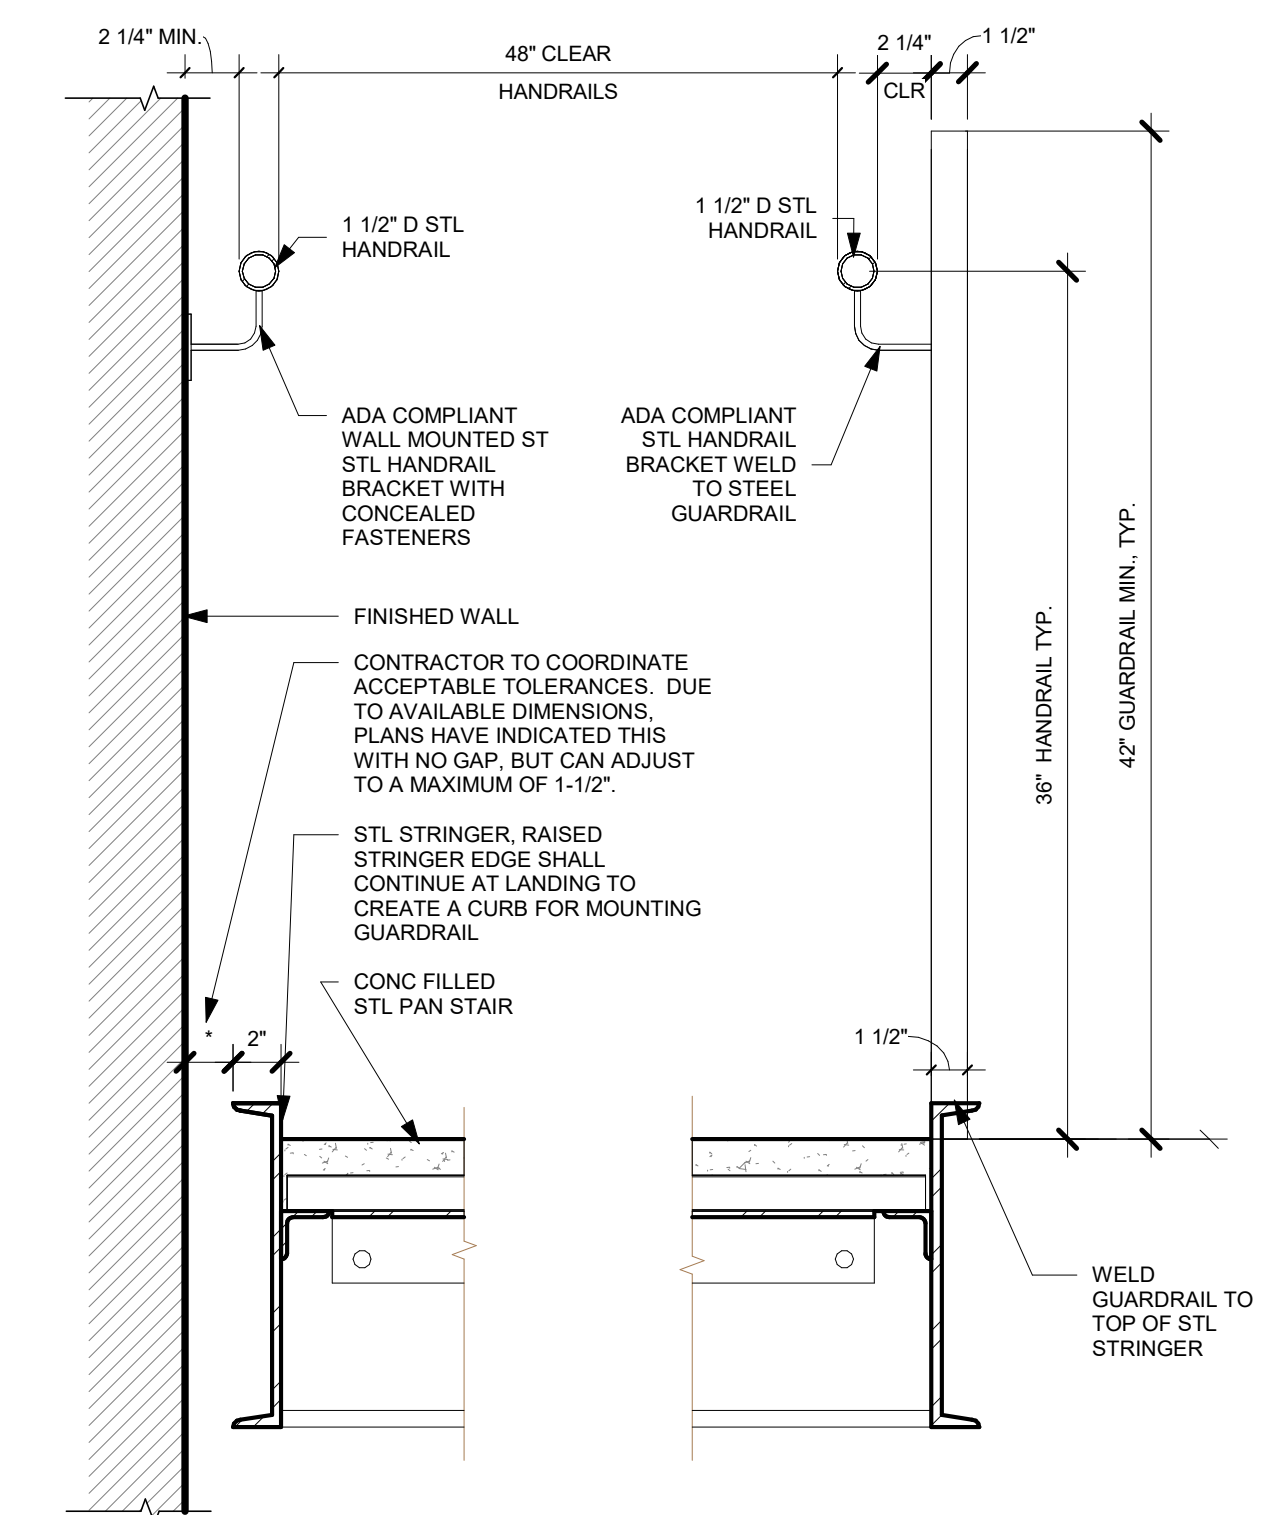 2 1/4" MIN.
48" CLEAR
HANDRAILS
2 1/4"
CLR
1 1/2"
1 1/2" D STL
HANDRAIL
1 1/2" D STL
HANDRAIL
ADA COMPLIANT
WALL MOUNTED ST
STL HANDRAIL
BRACKET WITH
CONCEALED
FASTENERS
ADA COMPLIANT
STL HANDRAIL
BRACKET WELD
TO STEEL
GUARDRAIL
36" HANDRAIL TYP.
42" GUARDRAIL MIN., TYP.
FINISHED WALL
CONTRACTOR TO COORDINATE
ACCEPTABLE TOLERANCES. DUE
TO AVAILABLE DIMENSIONS,
PLANS HAVE INDICATED THIS
WITH NO GAP, BUT CAN ADJUST
TO A MAXIMUM OF 1-1/2".
STL STRINGER, RAISED
STRINGER EDGE SHALL
CONTINUE AT LANDING TO
CREATE A CURB FOR MOUNTING
GUARDRAIL
CONC FILLED
STL PAN STAIR
*
2"
1 1/2"
WELD
GUARDRAIL TO
TOP OF STL
STRINGER